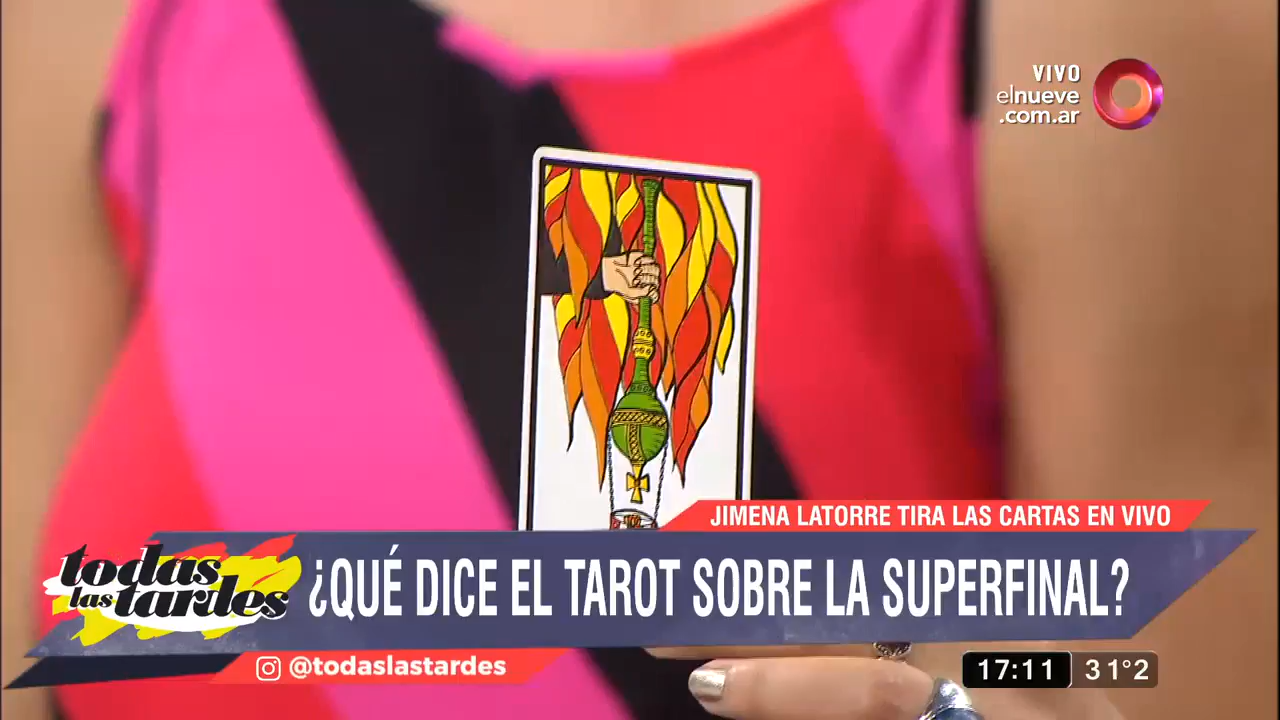 VIVO
elnueve
.com.ar
JIMENA LATORRE TIRA LAS CARTAS EN VIVO
todas
las tardes
¿QUÉ DICE EL TAROT SOBRE LA SUPERFINAL?
@todaslastardes
17:11 31°2